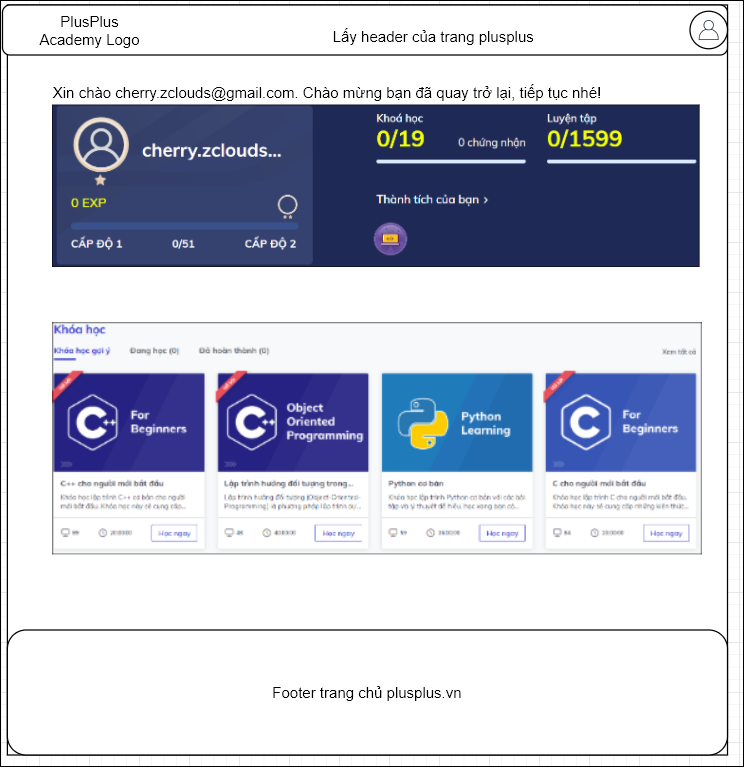 PlusPlus
Academy Logo
Lấy header của trang plusplus
Xin chào cherry.zclouds@gmail.com. Chào mừng bạn đã quay trở lại, tiếp tục nhé!
cherry.zclouds...
0 EXP
CẤP ĐỘ 1 0/51 CẤP ĐỘ 2
Khoá học
0/19 0 chứng nhận
Luyện tập
0/1599
Thành tích của bạn >
Khóa học
Khóa học gợi ý Đang học (0) Đã hoàn thành (0) Xem tất cả
C++
For
Beginners
C++ cho người mới bắt đầu
Khóa học lập trình C++ cơ bản cho người
mới bắt đầu. Khóa học này sẽ cung cấp...
Học ngay
C++
Object
Oriented
Programming
Lập trình hướng đối tượng trong...
Lập trình hướng đối tượng (Object-Oriented-
Programming) là phương pháp lập trình dự...
Học ngay
Python
Learning
Python cơ bản
Khóa học lập trình Python cơ bản với các bài
tập và lý thuyết dễ hiểu, học xong bạn có...
Học ngay
C
For
Beginners
C cho người mới bắt đầu
Khóa học lập trình C cho người mới bắt đầu.
Khóa học này sẽ cung cấp những kiến thức...
Học ngay
Footer trang chủ plusplus.vn